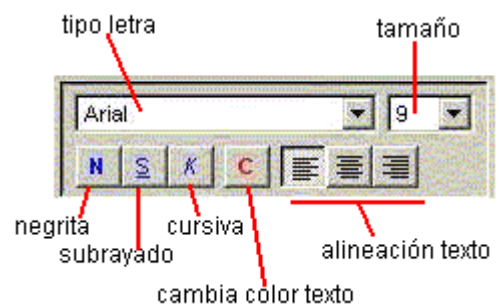 tipo letra
tamaño
Arial
9
N S K C
negrita
cursiva
subrayado
alineación texto
cambia color texto